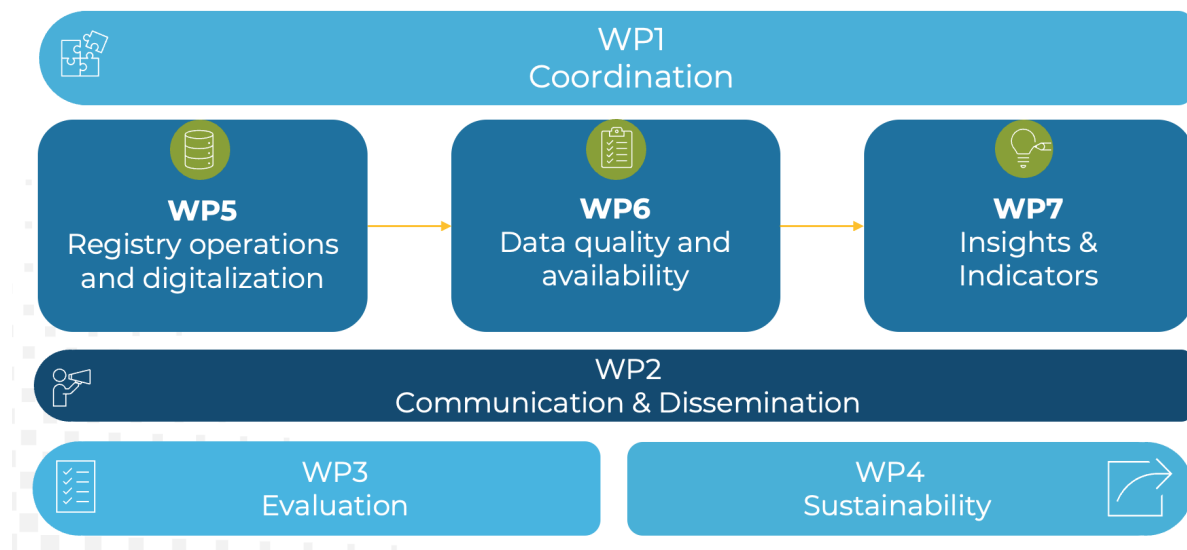 WP1
Coordination
WP5
Registry operations
and digitalization
WP6
Data quality and
availability
WP7
Insights &
Indicators
WP2
Communication & Dissemination
WP3
Evaluation
WP4
Sustainability